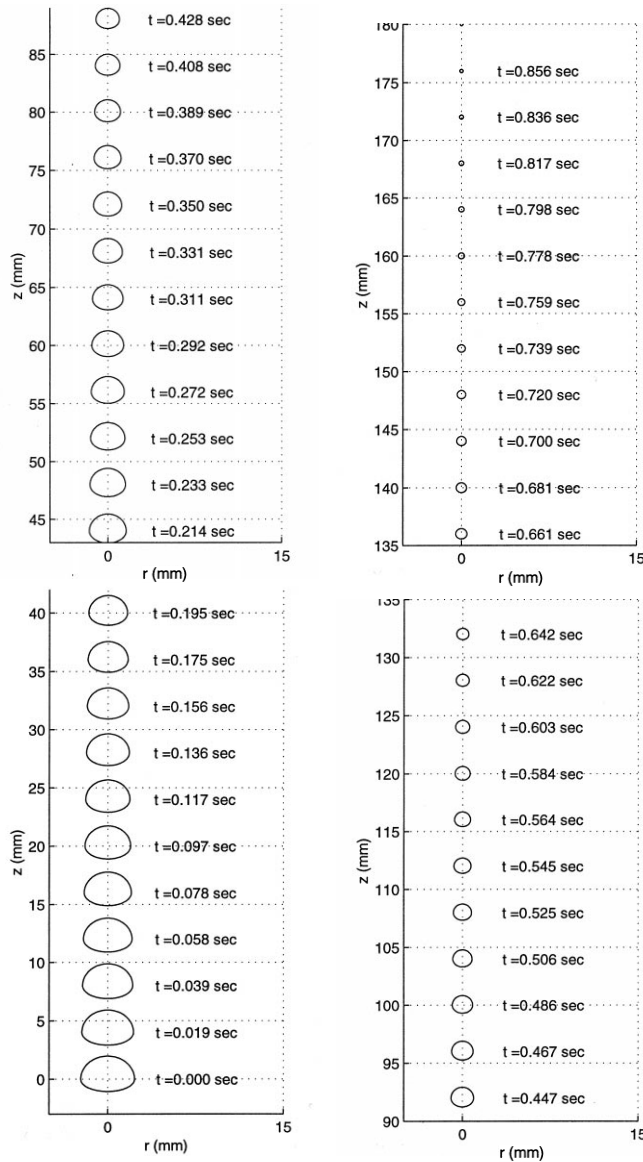 t =0.428 sec
t =0.408 sec
80
t =0.389 sec
75
t =0.370 sec
t =0.350 sec
70
t =0.331 sec
z (mm)
65
t =0.311 sec
60
t =0.292 sec
55
t =0.272 sec
t =0.253 sec
50
t =0.233 sec
45
t =0.214 sec
0
15
r (mm)
180
175
t =0.856 sec
t =0.836 sec
170
t =0.817 sec
165
t =0.798 sec
160
t =0.778 sec
z (mm)
155
t =0.759 sec
150
t =0.739 sec
t =0.720 sec
145
t =0.700 sec
140
t =0.681 sec
t =0.661 sec
135
0
15
r (mm)
40
t =0.195 sec
35
t =0.175 sec
t =0.156 sec
30
t =0.136 sec
25
t =0.117 sec
z (mm)
20
t =0.097 sec
15
t =0.078 sec
t =0.058 sec
10
t =0.039 sec
5
t =0.019 sec
0
t =0.000 sec
0
15
r (mm)
135
t =0.642 sec
130
t =0.622 sec
125
t =0.603 sec
120
t =0.584 sec
115
t =0.564 sec
z (mm)
110
t =0.545 sec
t =0.525 sec
105
t =0.506 sec
100
t =0.486 sec
95
t =0.467 sec
t =0.447 sec
90
0
15
r (mm)